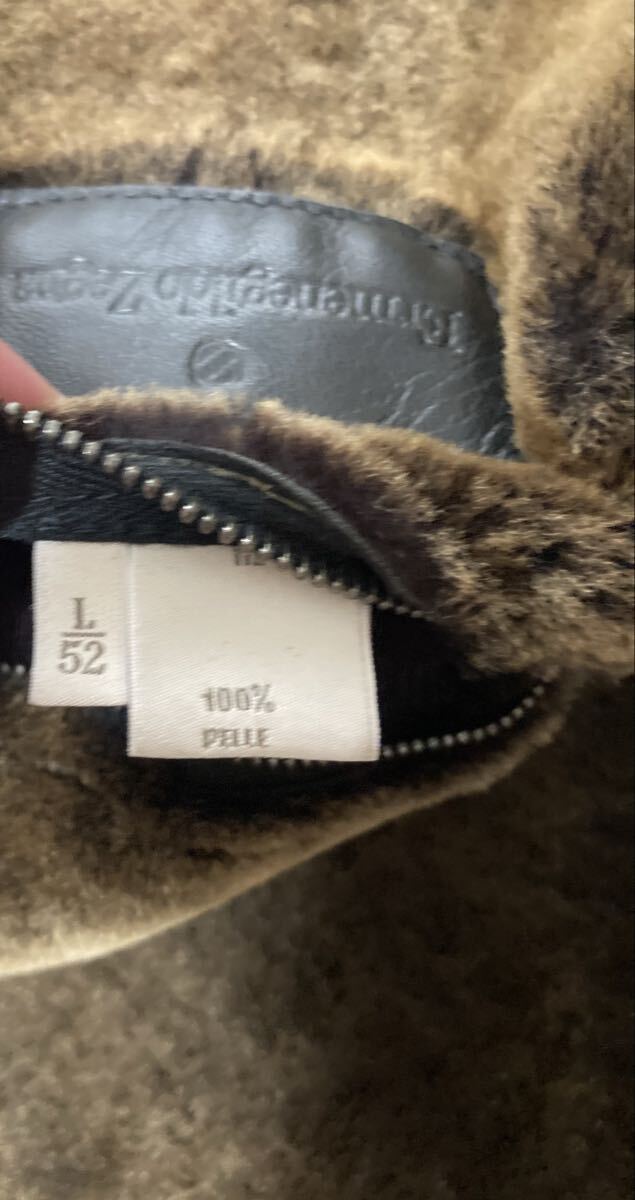 Ermenegildo Zegna
L
52
100%
PELLE